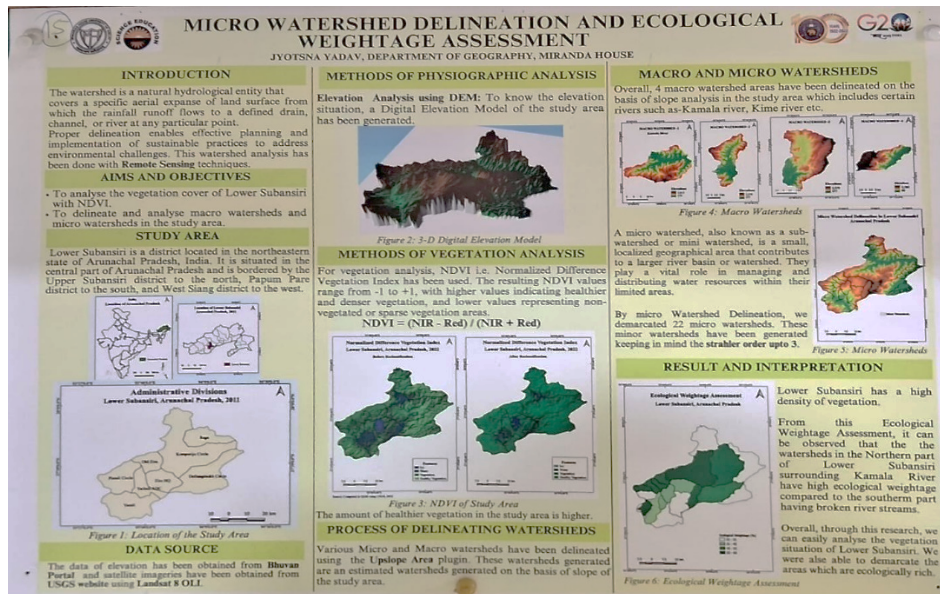 MICRO WATERSHED DELINEATION AND ECOLOGICAL
WEIGHTAGE ASSESSMENT
JYOTSNA YADAV, DEPARTMENT OF GEOGRAPHY, MIRANDA HOUSE
15
SCIENCE EDUCATION
G20
INTRODUCTION
The watershed is a natural hydrological entity that
covers a specific aerial expanse of land surface from
which the rainfall runoff flows to a defined drain,
channel, or river at any particular point.
Proper delineation enables effective planning and
implementation of sustainable practices to address
environmental challenges. This watershed analysis has
been done with Remote Sensing techniques.
AIMS AND OBJECTIVES
• To analyse the vegetation cover of Lower Subansiri
with NDVI.
• To delineate and analyse macro watersheds and
micro watersheds in the study area.
STUDY AREA
Lower Subansiri is a district located in the northeastern
state of Arunachal Pradesh, India. It is situated in the
central part of Arunachal Pradesh and is bordered by the
Upper Subansiri district to the north, Papum Pare
district to the south, and West Siang district to the west.
Administrative Divisions
Lower Subansiri, Arunachal Pradesh, 2011
Figure 1: Location of the Study Area
DATA SOURCE
The data of elevation has been obtained from Bhuvan
Portal and satellite imageries have been obtained from
USGS website using Landsat 8 OLI.
METHODS OF PHYSIOGRAPHIC ANALYSIS
Elevation Analysis using DEM: To know the elevation
situation, a Digital Elevation Model of the study area
has been generated.
Figure 2: 3-D Digital Elevation Model
METHODS OF VEGETATION ANALYSIS
For vegetation analysis, NDVI i.e. Normalized Difference
Vegetation Index has been used. The resulting NDVI values
range from -1 to +1, with higher values indicating healthier
and denser vegetation, and lower values representing non-
vegetated or sparse vegetation areas.
NDVI = (NIR - Red) / (NIR + Red)
Normalized Difference Vegetation Index
Lower Subansiri, Arunachal Pradesh, 2022
Before Reclassification
Normalized Difference Vegetation Index
Lower Subansiri, Arunachal Pradesh, 2022
After Reclassification
Figure 3: NDVI of Study Area
The amount of healthier vegetation in the study area is higher.
PROCESS OF DELINEATING WATERSHEDS
Various Micro and Macro watersheds have been delineated
using the Upslope Area plugin. These watersheds generated
are an estimated watersheds generated on the basis of slope of
the study area.
MACRO AND MICRO WATERSHEDS
Overall, 4 macro watershed areas have been delineated on the
basis of slope analysis in the study area which includes certain
rivers such as-Kamala river, Kime river etc.
Figure 4: Macro Watersheds
A micro watershed, also known as a sub-
watershed or mini watershed, is a small,
localized geographical area that contributes
to a larger river basin or watershed. They
play a vital role in managing and
distributing water resources within their
limited areas.
By micro Watershed Delineation, we
demarcated 22 micro watersheds. These
minor watersheds have been generated
keeping in mind the strahler order upto 3.
Micro Watershed Delineation in Lower Subansiri
Arunachal Pradesh
Figure 5: Micro Watersheds
RESULT AND INTERPRETATION
Ecological Weightage Assessment
Lower Subansiri, Arunachal Pradesh
Figure 6: Ecological Weightage Assessment
Lower Subansiri has a high
density of vegetation.
From this Ecological
Weightage Assessment, it can
be observed that the the
watersheds in the Northern part
of Lower Subansiri
surrounding Kamala River
have high ecological weightage
compared to the southern part
having broken river streams.
Overall, through this research, we
can easily analyse the vegetation
situation of Lower Subansiri. We
were also able to demarcate the
areas which are ecologically rich.